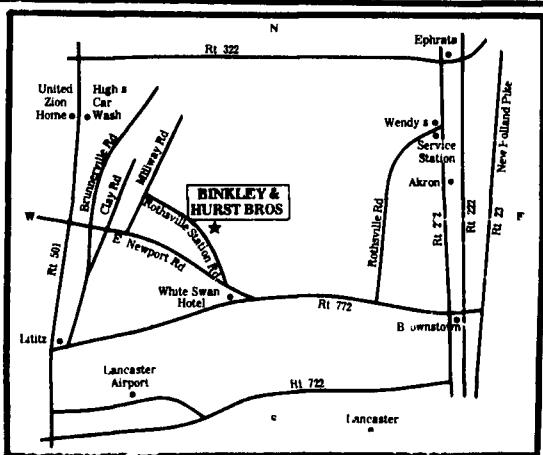 N
Ephrata
Rt 322
United
Zion
Home
High s
Car
Wash
Wendy s
Service
Station
Akron
New Holland Pike
Brunnerville Rd
Clay Rd
Millway Rd
BINKLEY &
HURST BROS
Rothsville Station Rd
Rothsville Rd
Rt 222
Rt 23
W
E Newport Rd
Rt 501
White Swan
Hotel
Rt 772
B ownstown
Lititz
Lancaster
Airport
Rt 722
Lancaster